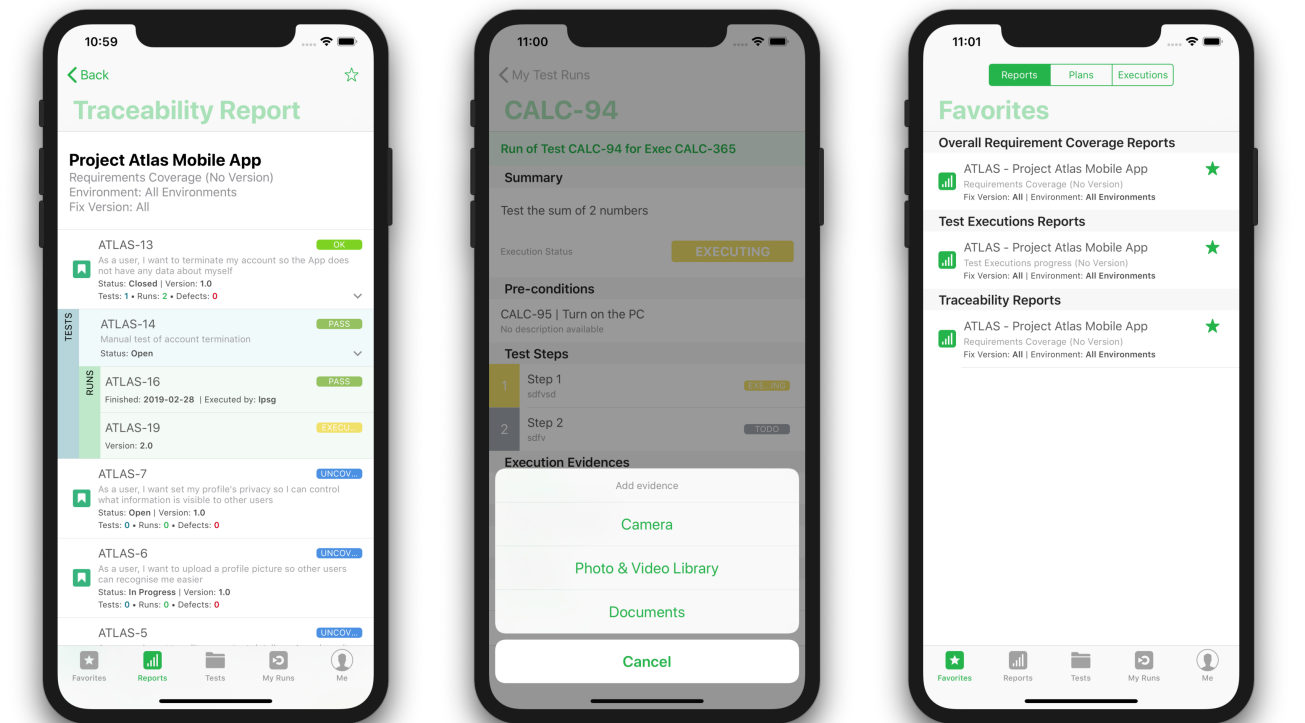 10:59
Back
Traceability Report
Project Atlas Mobile App
Requirements Coverage (No Version)
Environment: All Environments
Fix Version: All
ATLAS-13
OK
As a user, I want to terminate my account so the App does
not have any data about myself
Status: Closed | Version: 1.0
Tests: 1 • Runs: 2 • Defects: 0
TESTS
ATLAS-14
PASS
Manual test of account termination
Status: Open
RUNS
ATLAS-16
PASS
Finished: 2019-02-28 | Executed by: lpsg
ATLAS-19
EXECU...
Version: 2.0
ATLAS-7
UNCOV...
As a user, I want set my profile's privacy so I can control
what information is visible to other users
Status: Open | Version: 1.0
Tests: 0 • Runs: 0 • Defects: 0
ATLAS-6
UNCOV...
As a user, I want to upload a profile picture so other users
can recognise me easier
Status: In Progress | Version: 1.0
Tests: 0 • Runs: 0 • Defects: 0
ATLAS-5
UNCOV...
Favorites
Reports
Tests
My Runs
Me
11:00
My Test Runs
CALC-94
Run of Test CALC-94 for Exec CALC-365
Summary
Test the sum of 2 numbers
Execution Status
EXECUTING
Pre-conditions
CALC-95 | Turn on the PC
No description available
Test Steps
1
Step 1
EXE...NG
sdfvsd
2
Step 2
TODO
sdfv
Execution Evidences
Add evidence
Camera
Photo & Video Library
Documents
Cancel
11:01
Reports
Plans
Executions
Favorites
Overall Requirement Coverage Reports
ATLAS - Project Atlas Mobile App
Requirements Coverage (No Version)
Fix Version: All | Environment: All Environments
Test Executions Reports
ATLAS - Project Atlas Mobile App
Test Executions progress (No Version)
Fix Version: All | Environment: All Environments
Traceability Reports
ATLAS - Project Atlas Mobile App
Requirements Coverage (No Version)
Fix Version: All | Environment: All Environments
Favorites
Reports
Tests
My Runs
Me